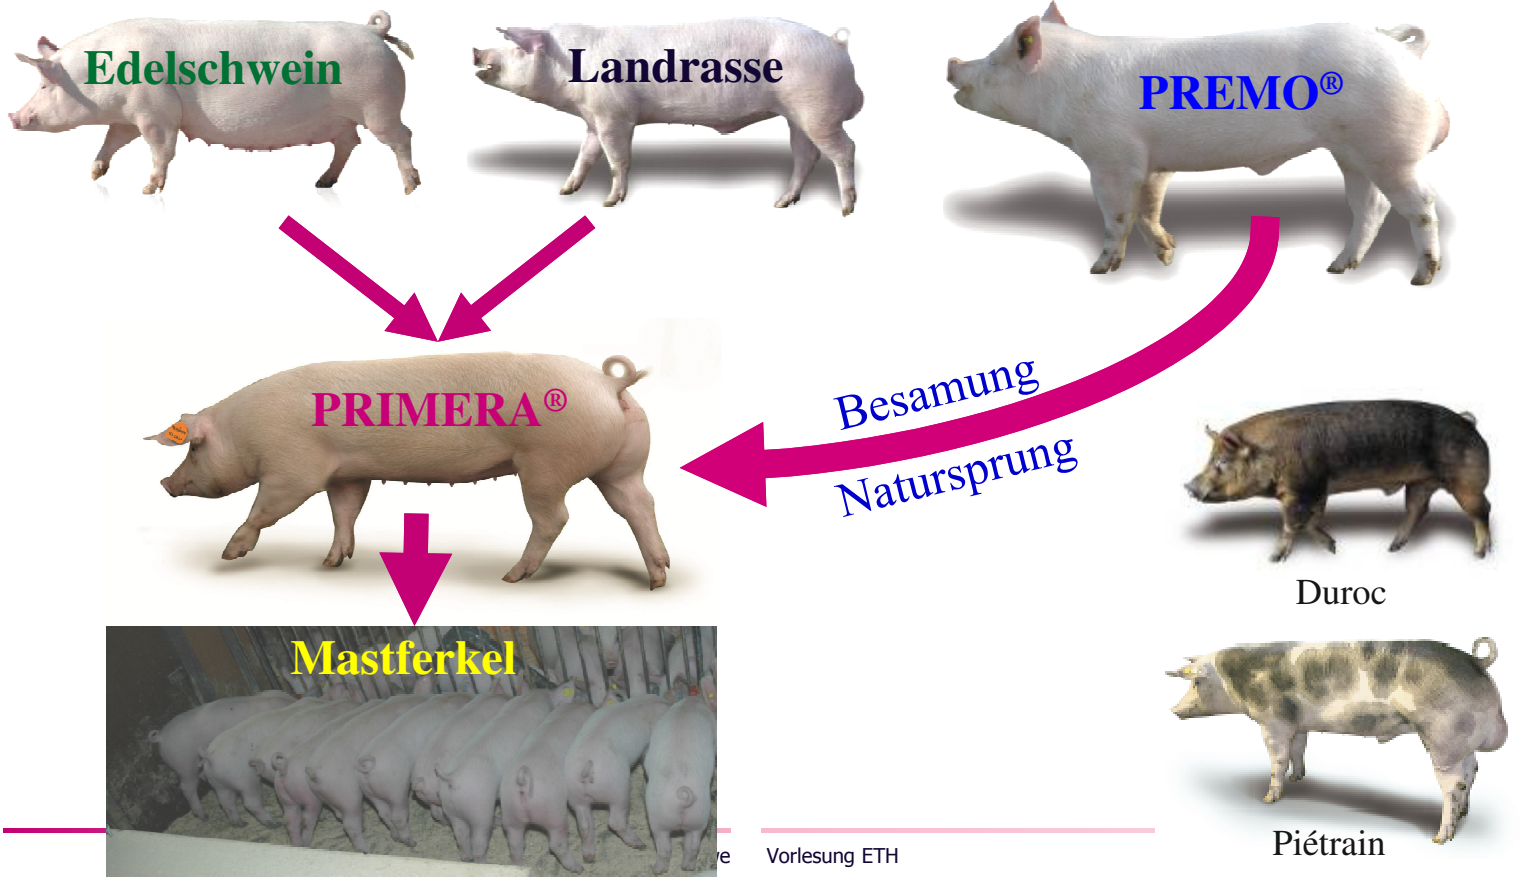 Edelschwein
Landrasse
PREMO®
PRIMERA®
Besamung
Natursprung
Duroc
Mastferkel
Piétrain
Vorlesung ETH